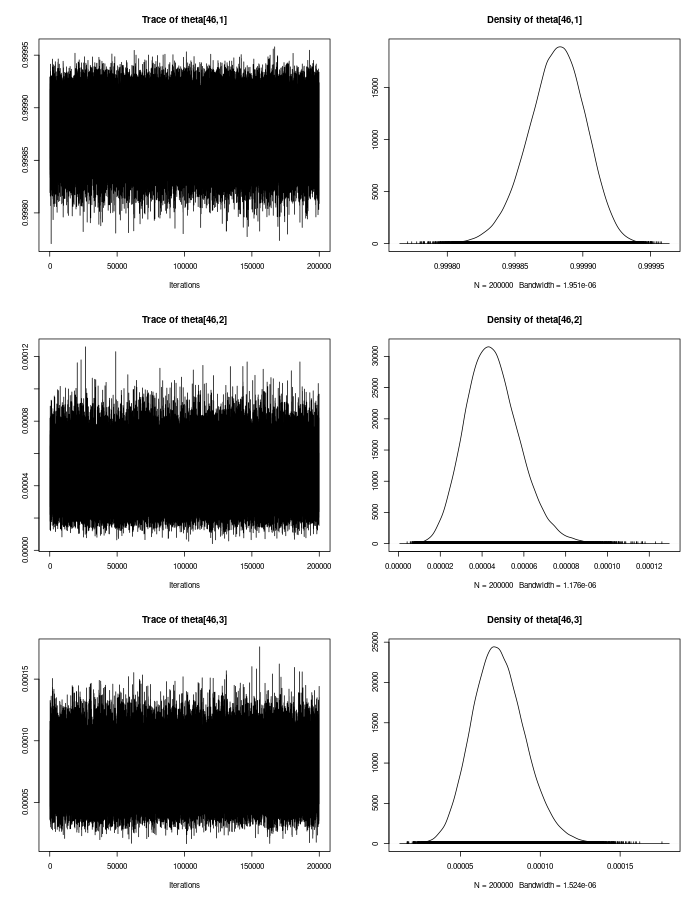 Trace of theta[46,1]
0.99980 0.99985 0.99990 0.99995
0 50000 100000 150000 200000
Iterations
Density of theta[46,1]
0 5000 10000 15000
0.99980 0.99985 0.99990 0.99995
N = 200000 Bandwidth = 1.951e-06
Trace of theta[46,2]
0.00000 0.00004 0.00008 0.00012
0 50000 100000 150000 200000
Iterations
Density of theta[46,2]
0 5000 10000 15000 20000 25000 30000
0.00000 0.00002 0.00004 0.00006 0.00008 0.00010 0.00012
N = 200000 Bandwidth = 1.176e-06
Trace of theta[46,3]
0.00005 0.00010 0.00015
0 50000 100000 150000 200000
Iterations
Density of theta[46,3]
0 5000 10000 15000 20000 25000
0.00005 0.00010 0.00015
N = 200000 Bandwidth = 1.524e-06